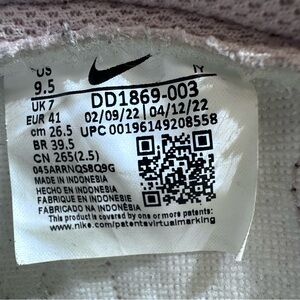 US
9.5
UK 7
EUR 41
cm 26.5
BR 39.5
CN 265(2.5)
DD1869-003
02/09/22 | 04/12/22
UPC 00196149208558
045ARRNQS8Q9G
MADE IN INDONESIA
HECHO EN INDONESIA
FABRIQUE EN INDONESIE
FABRICADO NA INDONÉSIA
This product is covered by one or more patents:
www.nike.com/patentsvirtualmarking